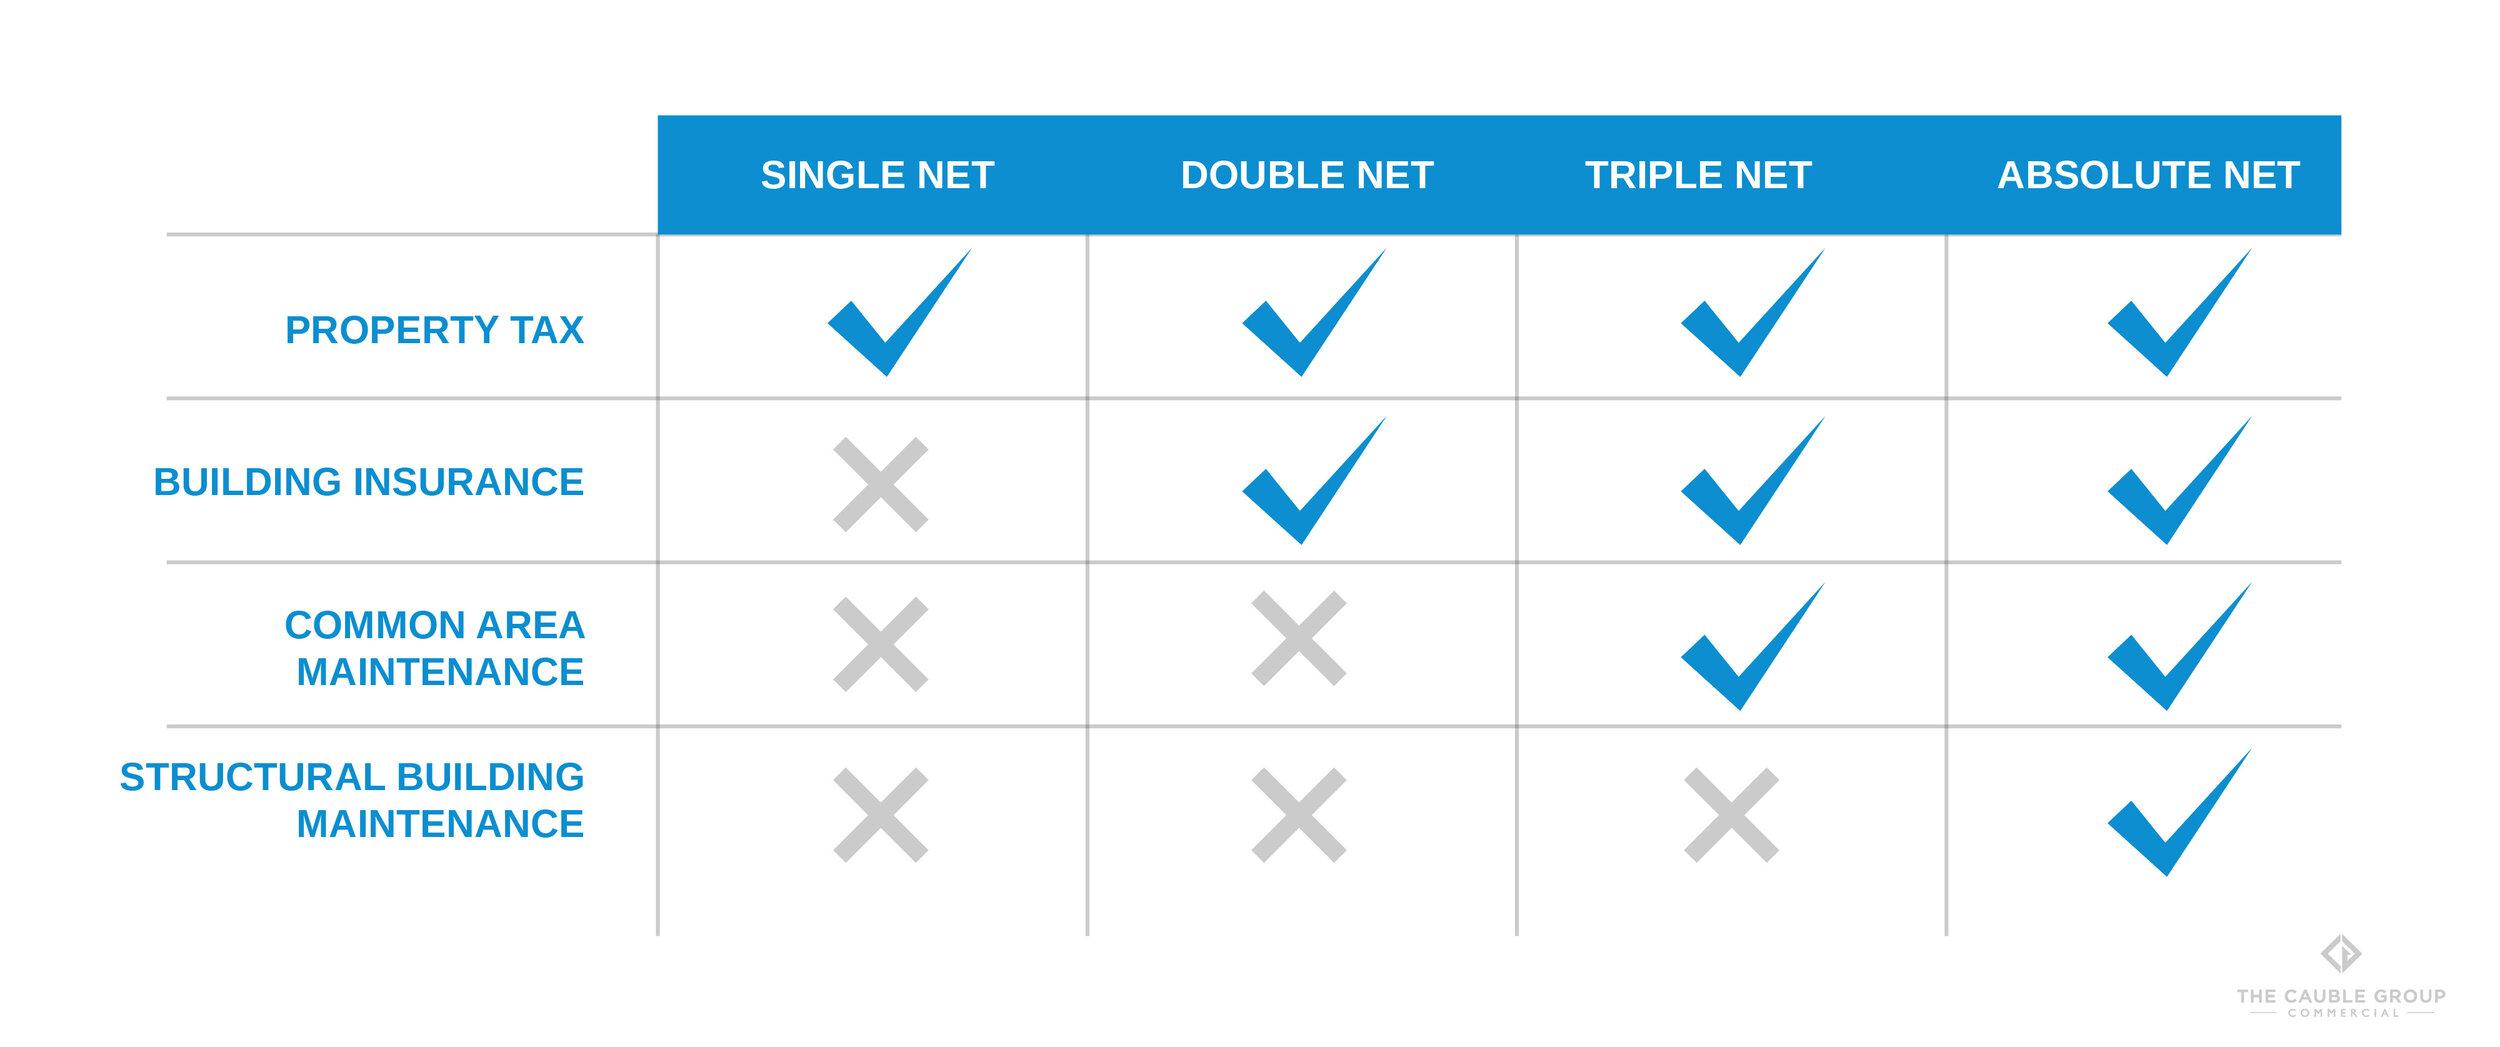 SINGLE NET
DOUBLE NET
TRIPLE NET
ABSOLUTE NET
PROPERTY TAX
BUILDING INSURANCE
COMMON AREA
MAINTENANCE
STRUCTURAL BUILDING
MAINTENANCE
THE CAUBLE GROUP
COMMERCIAL